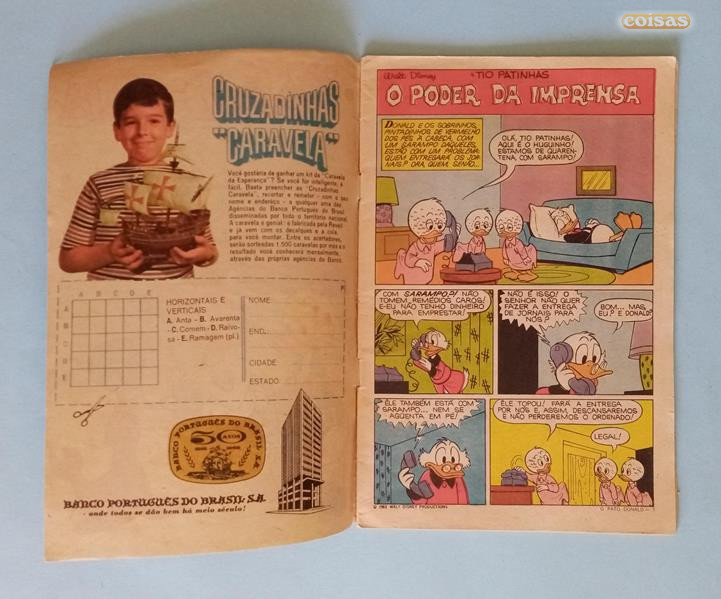 coisas
CRUZADINHAS
"CARAVELA"
Você gostaria de ganhar um kit da "Caravela
da Esperança"? Se você for inteligente, é
fácil. Basta preencher as "Cruzadinhas
Caravela", recortar e remeter - com o seu
nome e endereço - a qualquer uma das
Agências do Banco Português do Brasil
disseminadas por todo o território nacional.
A caravela é genial: é fabricada pela Revell
e já vem com os decalques e a cola
para você montar. Entre os acertadores,
serão sorteadas 1.500 caravelas por mês e o
resultado você conhecerá mensalmente,
através das próprias agências do Banco.
A B C D E
A
B
C
D
E
HORIZONTAIS E
VERTICAIS
A. Anta - B. Avarenta
- C. Comem - D. Raivo-
sa - E. Ramagem (pl.)
NOME
END.
CIDADE
ESTADO
BANCO PORTUGUÊS DO BRASIL S.A.
50 ANOS
BANCO PORTUGUÊS DO BRASIL S.A.
- onde todos se dão bem há meio século!
Walt Disney
TIO PATINHAS
O PODER DA IMPRENSA
DONALD E OS SOBRINHOS,
PINTADINHOS DE VERMELHO
DOS PÉS À CABEÇA, COM
UM SARAMPO DAQUELES,
ESTÃO COM UM PROBLEMA:
QUEM ENTREGARÁ OS JOR-
NAIS? ORA, QUEM, SENÃO...
OLÁ, TIO PATINHAS!
AQUI É O HUGUINHO!
ESTAMOS DE QUAREN-
TENA, COM SARAMPO!
COM SARAMPO?! NÃO
TOMEM REMÉDIOS CAROS!
E EU NÃO TENHO DINHEIRO
PARA EMPRESTAR!
NÃO É ISSO! O
SENHOR NÃO QUER
FAZER A ENTREGA
DE JORNAIS PARA
NÓS?
BOM... MAS,
EU? E DONALD?
ÊLE TAMBÉM ESTÁ COM
SARAMPO... NEM SE
AGÜENTA EM PÉ!
ÊLE TOPOU! FARÁ A ENTREGA
POR NÓS E, ASSIM, DESCANSAREMOS
E NÃO PERDEREMOS O ORDENADO!
LEGAL!
WALT DISNEY PRODUCTIONS
O PATO DONALD - 1